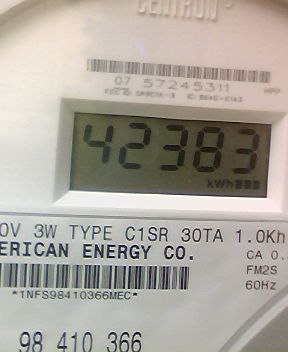 CENTRON
07 57245311
42383
kWh
0V 3W TYPE C1SR 30TA 1.0Kh
ERICAN ENERGY CO.
CA 0.
FM2S
*1NFS98410366MEC*
60Hz
98 410 366